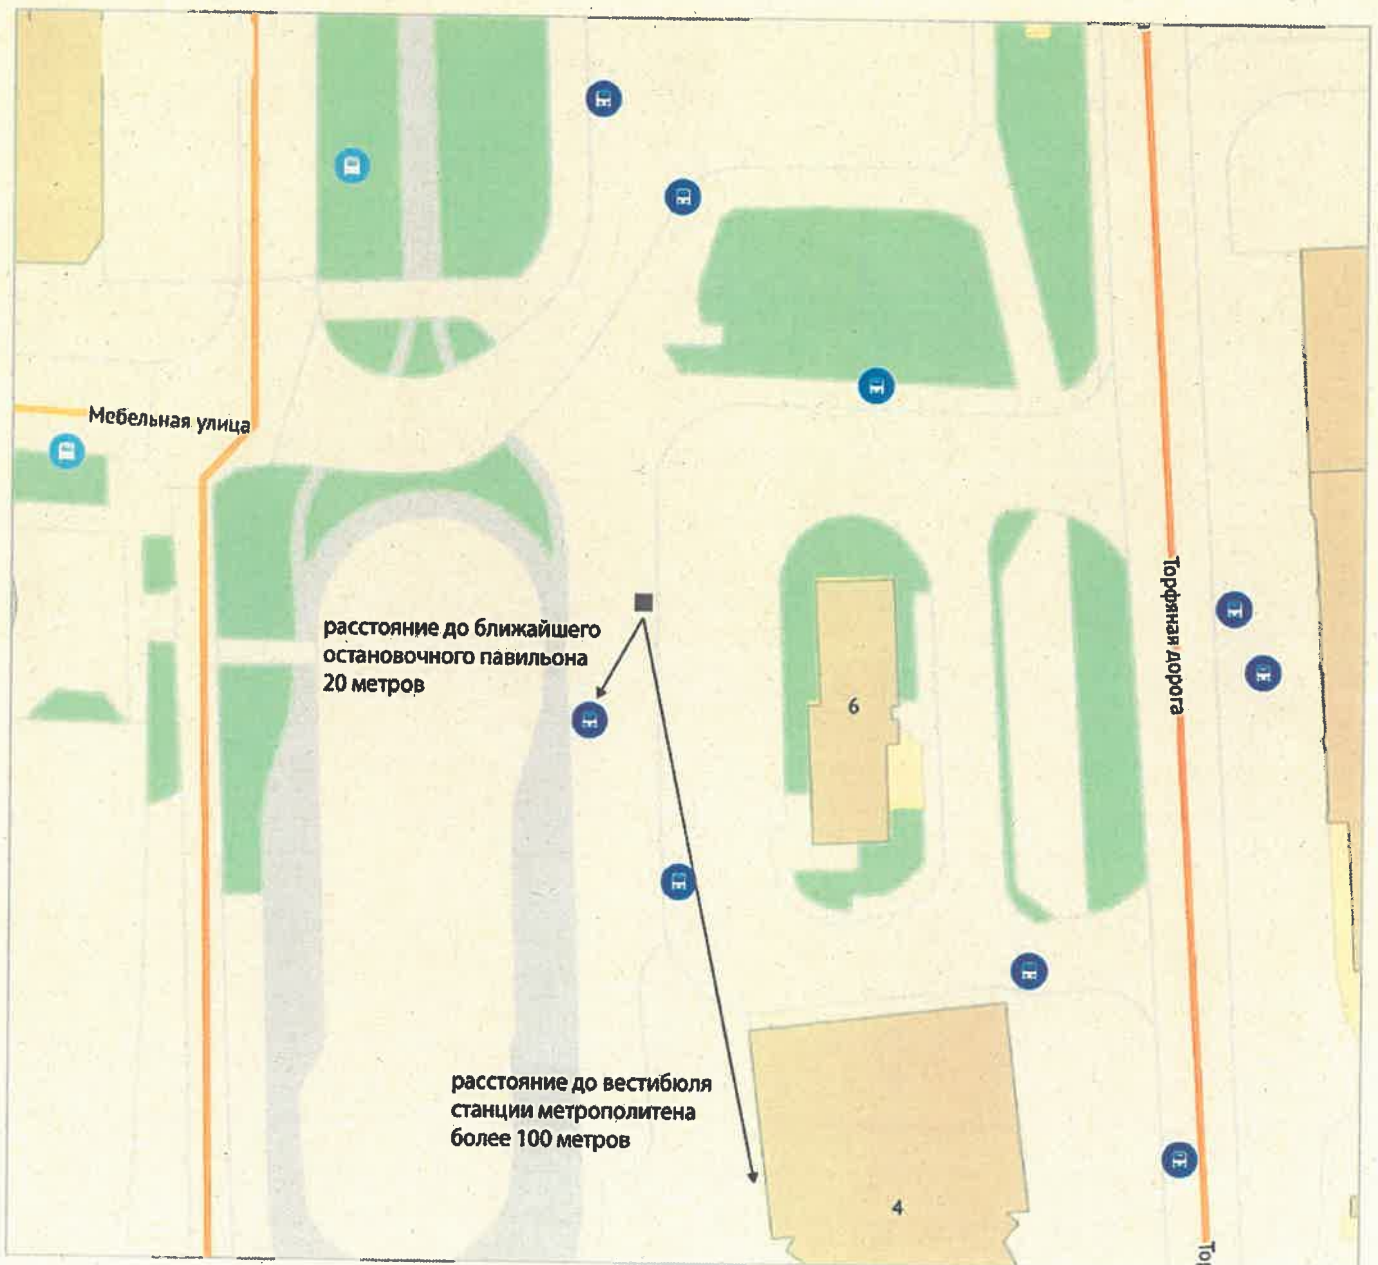 Мебельная улица
Торфяная дорога
расстояние до ближайшего
остановочного павильона
20 метров
6
расстояние до вестибюля
станции метрополитена
более 100 метров
4
Тор